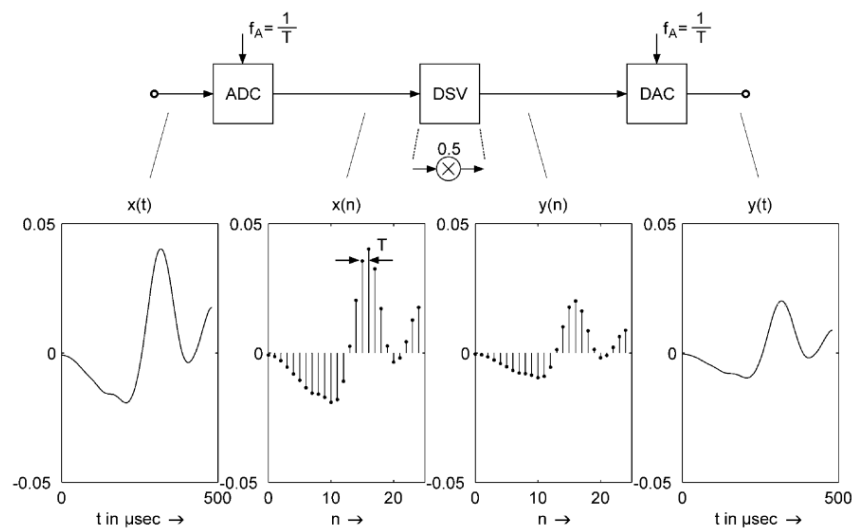 f_A = 1/T
f_A = 1/T
ADC
DSV
DAC
0.5
x(t)
x(n)
y(n)
y(t)
0.05
0.05
0.05
0.05
T
0
0
0
0
-0.05
-0.05
-0.05
-0.05
0
500
0
10
20
0
10
20
0
500
t in μsec →
n →
n →
t in μsec →